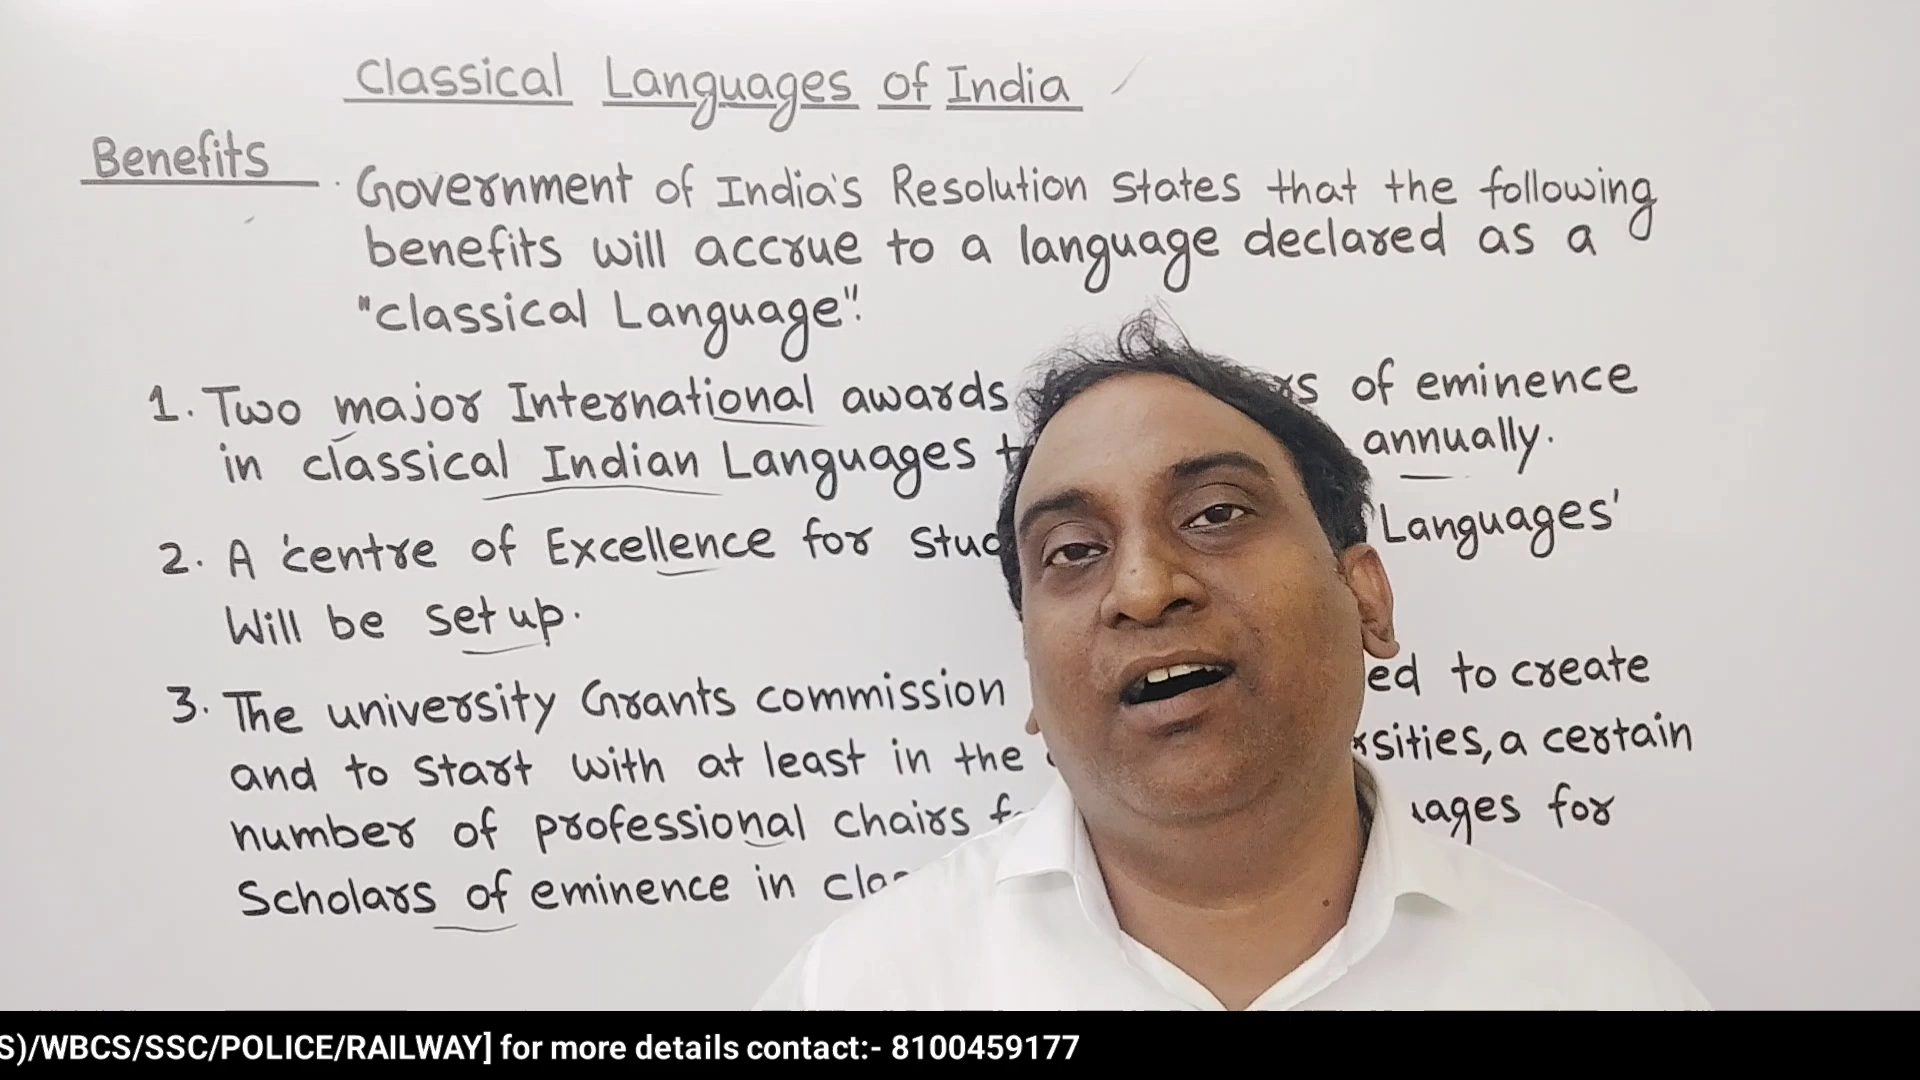 Classical Languages of India
Benefits
Government of India's Resolution States that the following
benefits will accrue to a language declared as a
"classical Language".
1. Two major International awards of eminence
in classical Indian Languages annually.
2. A 'centre of Excellence for Languages'
Will be set up.
3. The university Grants commission to create
and to start with at least in the a certain
number of professional chairs for
Scholars of eminence in
S)/WBCS/SSC/POLICE/RAILWAY] for more details contact:- 8100459177